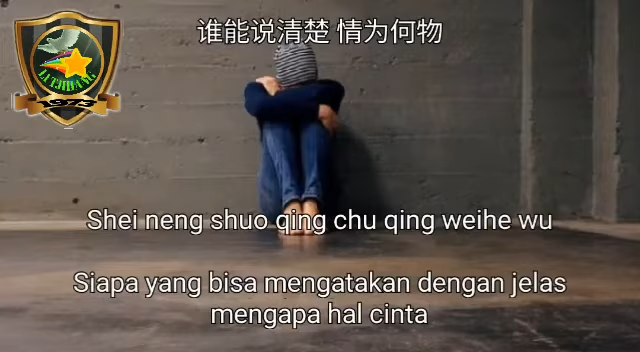 谁能说清楚 情为何物
Shei neng shuo qing chu qing weihe wu
Siapa yang bisa mengatakan dengan jelas
mengapa hal cinta